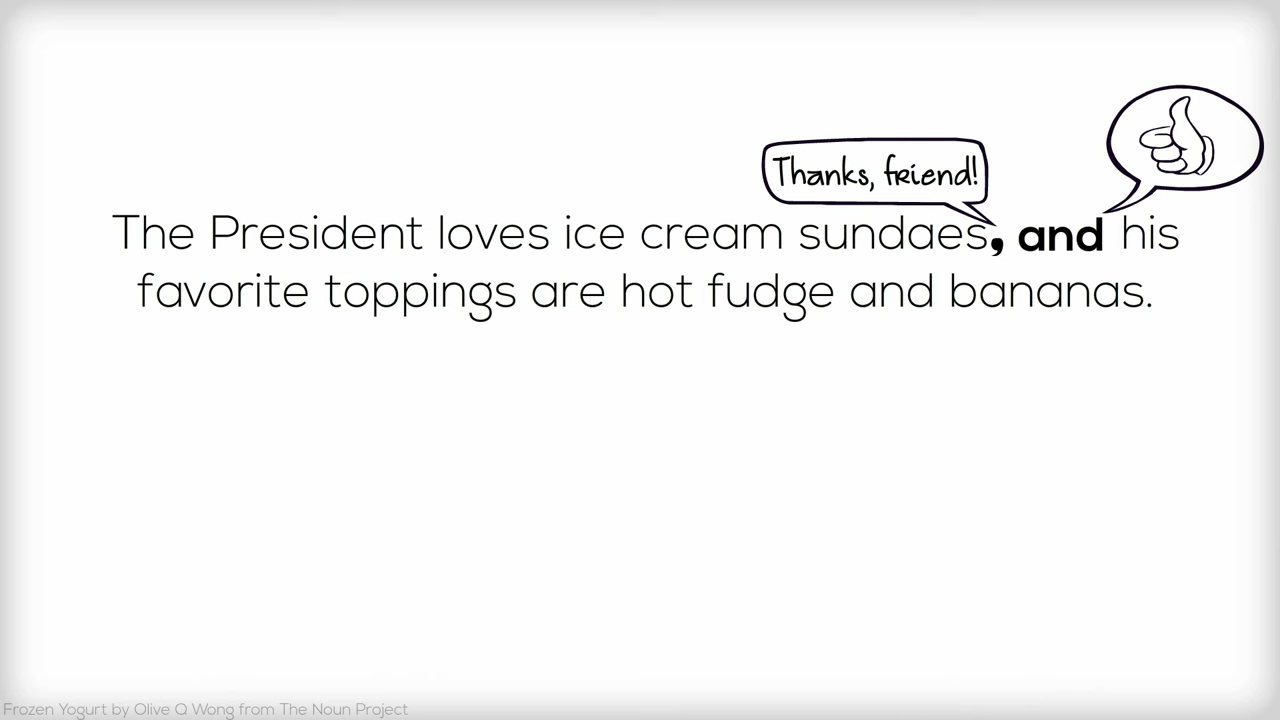 Thanks, friend!
The President loves ice cream sundaes, and his
favorite toppings are hot fudge and bananas.
Frozen Yogurt by Olive Q Wong from The Noun Project